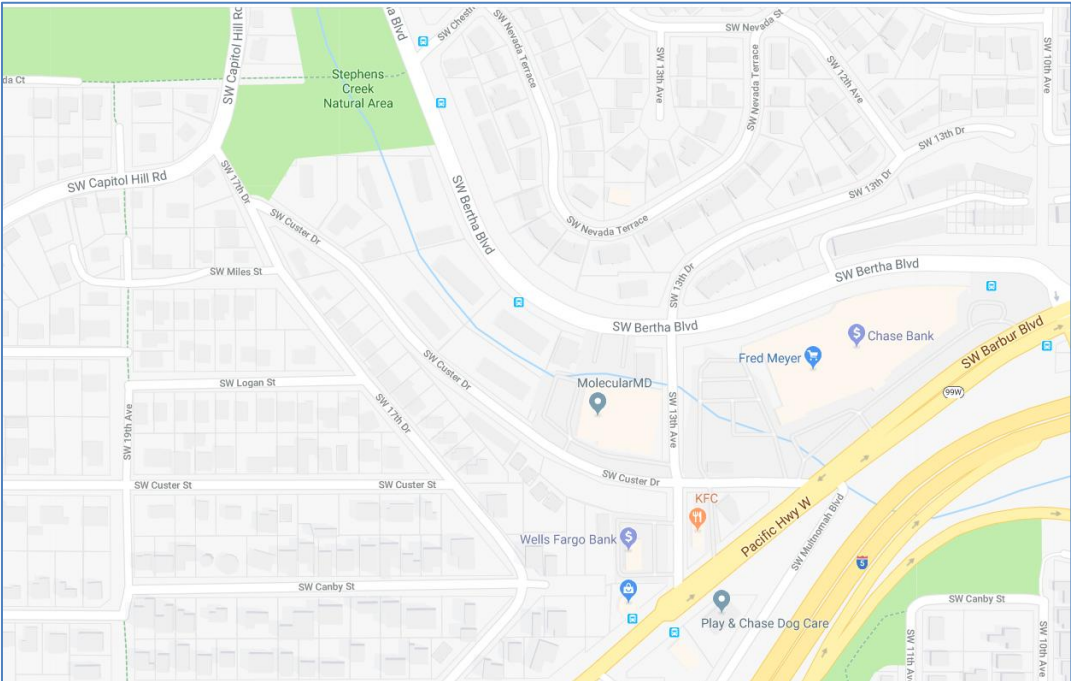 SW Capitol Hill Rd
SW Chestn
SW Nevada St
SW 10th Ave
SW Nevada Terrace
SW 13th Ave
SW Nevada Terrace
SW 12th Ave
da Ct
Stephens
Creek
Natural Area
a Blvd
SW 13th Dr
SW Capitol Hill Rd
SW 17th Dr
SW 13th Dr
SW Bertha Blvd
SW Custer Dr
SW Nevada Terrace
SW Miles St
SW 13th Dr
SW Bertha Blvd
SW Bertha Blvd
Chase Bank
Fred Meyer
SW Barbur Blvd
SW Custer Dr
SW Logan St
MolecularMD
99W
SW 17th Dr
SW 13th Ave
SW 19th Ave
SW Custer St
SW Custer St
SW Custer Dr
KFC
Pacific Hwy W
SW Multnomah Blvd
Wells Fargo Bank
5
SW Canby St
SW Canby St
Play & Chase Dog Care
SW 11th Av
SW 10th Ave